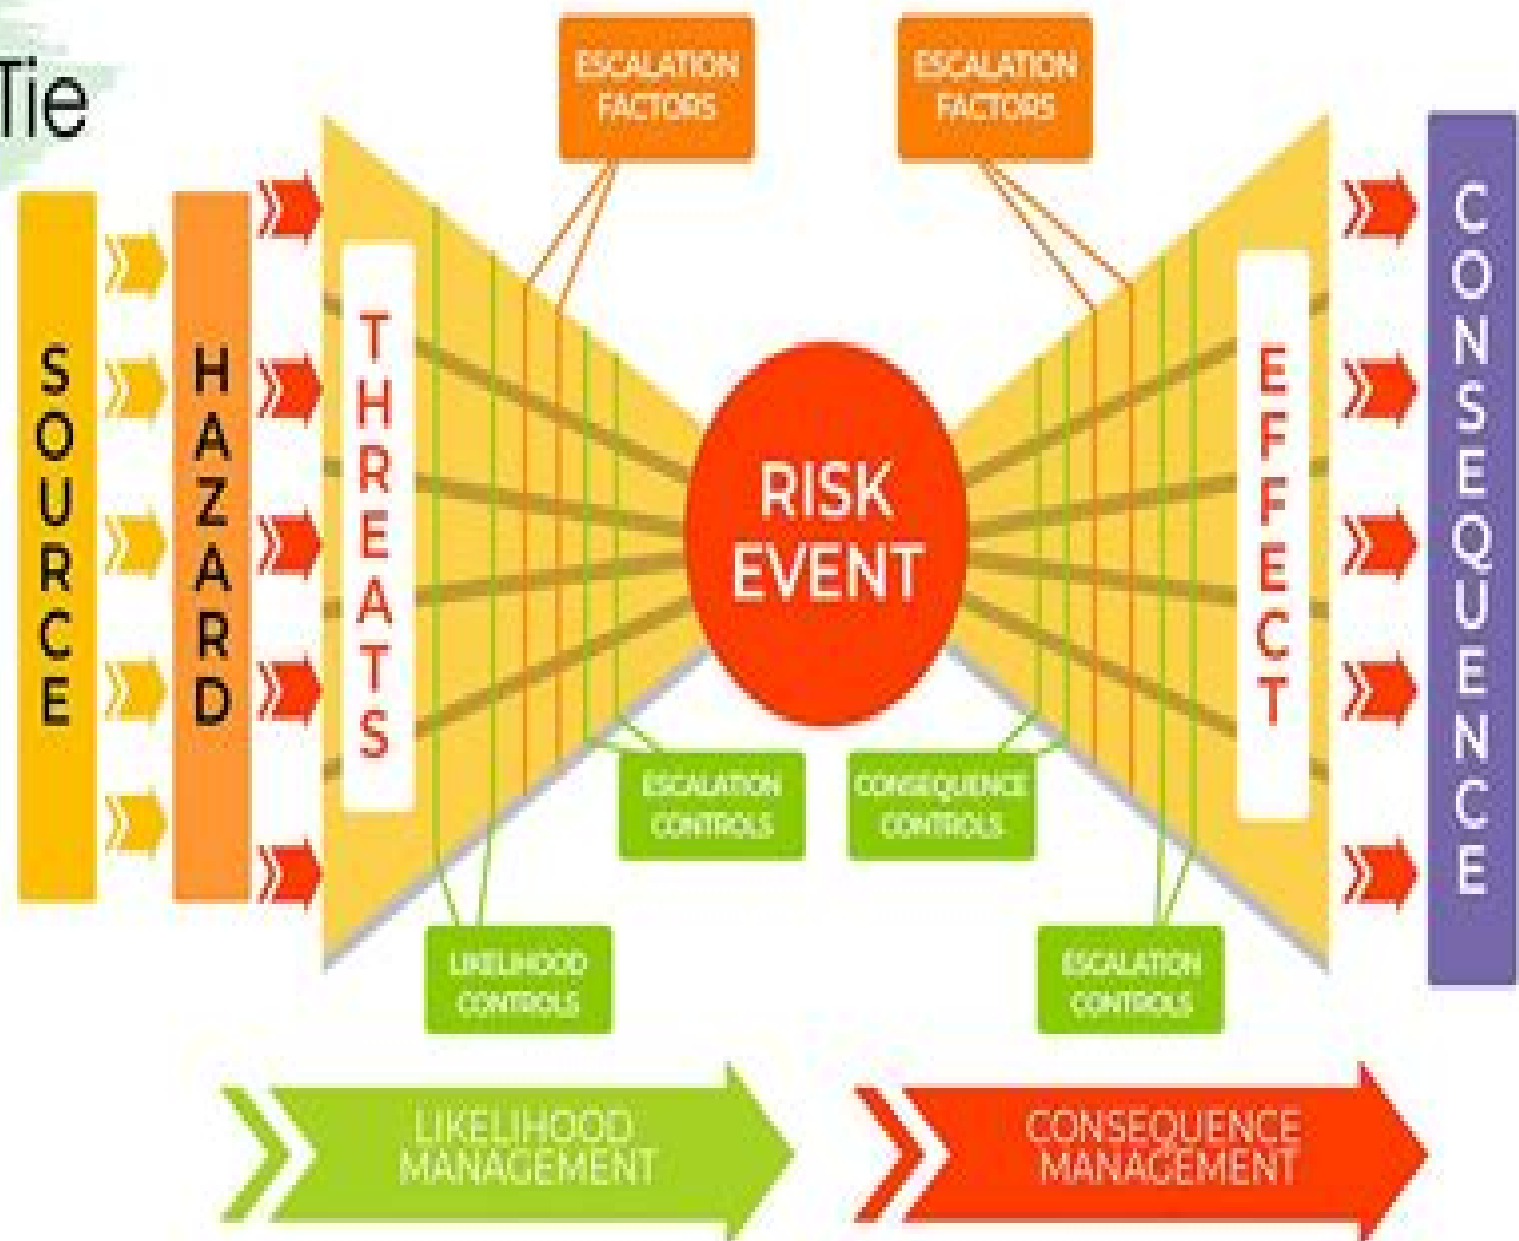 Tie
ESCALATION
FACTORS
ESCALATION
FACTORS
SOURCE
HAZARD
THREATS
RISK
EVENT
EFFECT
CONSEQUENCE
ESCALATION
CONTROLS
CONSEQUENCE
CONTROLS
LIKELIHOOD
CONTROLS
ESCALATION
CONTROLS
LIKELIHOOD
MANAGEMENT
CONSEQUENCE
MANAGEMENT